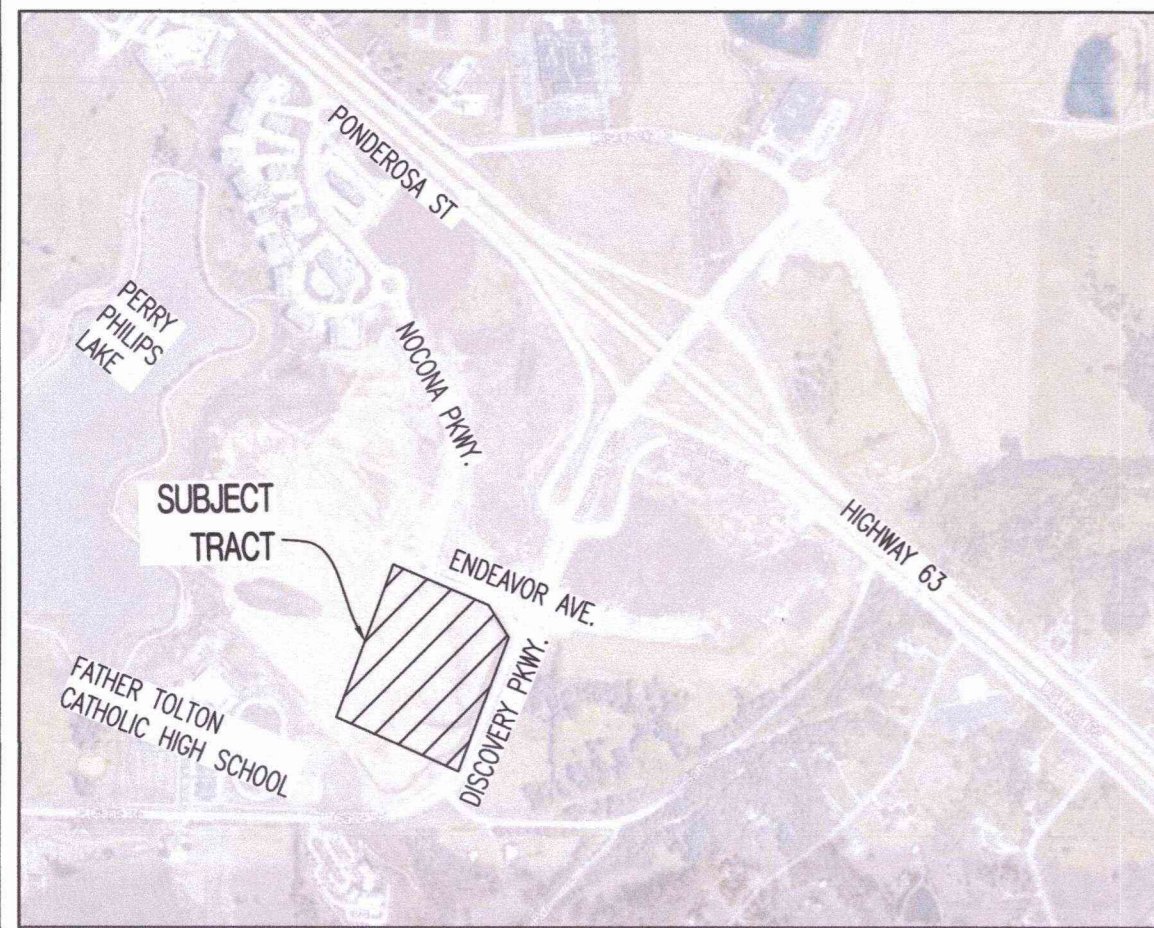 PONDEROSA ST
PERRY
PHILIPS
LAKE
NOCONA PKWY.
SUBJECT
TRACT
ENDEAVOR AVE.
HIGHWAY 63
DISCOVERY PKWY.
FATHER TOLTON
CATHOLIC HIGH SCHOOL